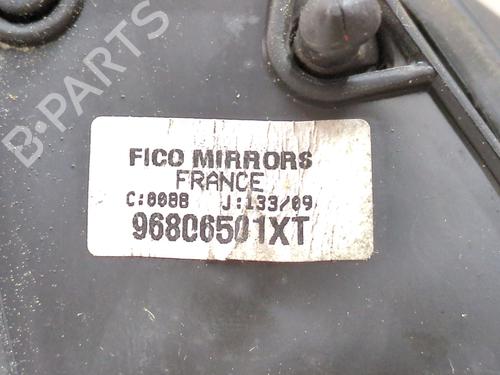 B-PARTS
FICO MIRRORS
FRANCE
C:0088 J:133/09
96806501XT